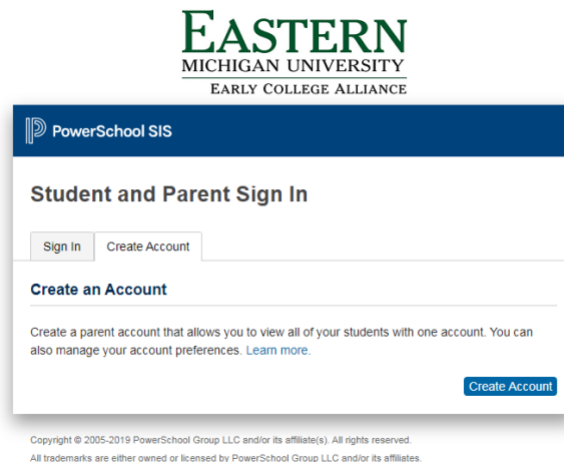 EASTERN
MICHIGAN UNIVERSITY
EARLY COLLEGE ALLIANCE
PowerSchool SIS
Student and Parent Sign In
Sign In Create Account
Create an Account
Create a parent account that allows you to view all of your students with one account. You can
also manage your account preferences. Learn more.
Create Account
Copyright © 2005-2019 PowerSchool Group LLC and/or its affiliate(s). All rights reserved.
All trademarks are either owned or licensed by PowerSchool Group LLC and/or its affiliates.